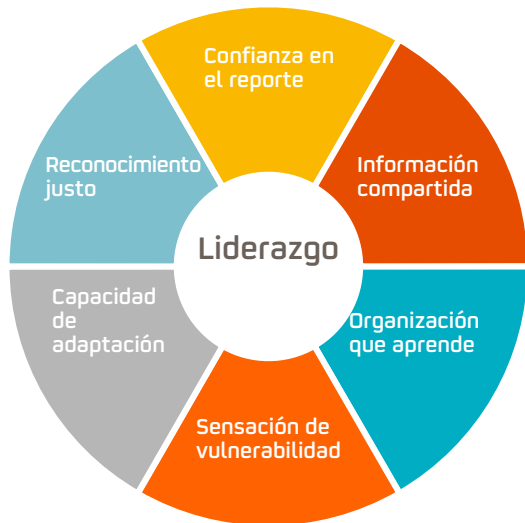 Confianza en
el reporte
Información
compartida
Organización
que aprende
Sensación de
vulnerabilidad
Capacidad
de
adaptación
Reconocimiento
justo
Liderazgo